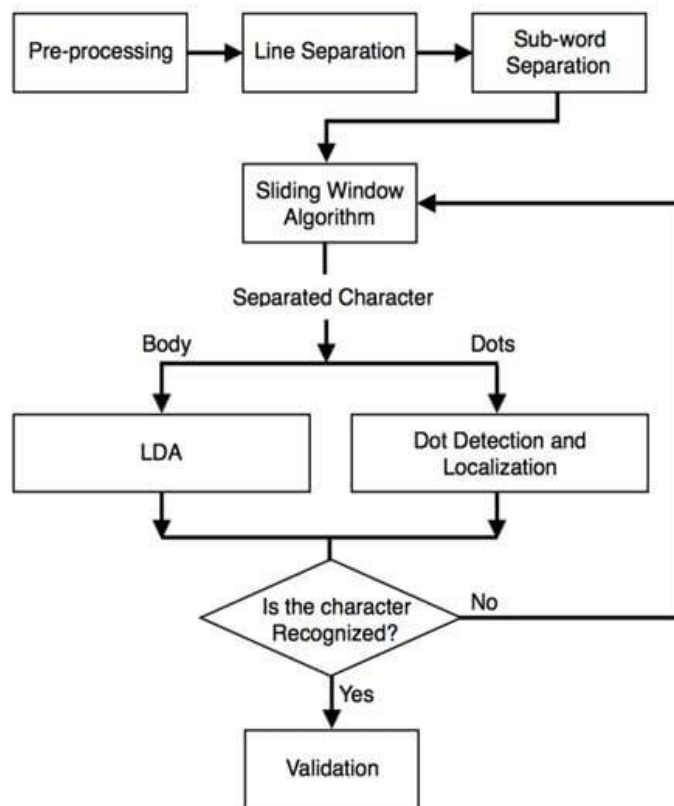 Pre-processing
Line Separation
Sub-word
Separation
Sliding Window
Algorithm
Separated Character
Body
Dots
LDA
Dot Detection and
Localization
Is the character
Recognized?
No
Yes
Validation